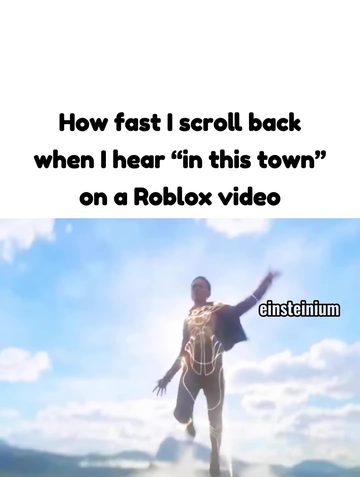 How fast I scroll back
when I hear “in this town”
on a Roblox video
einsteinium